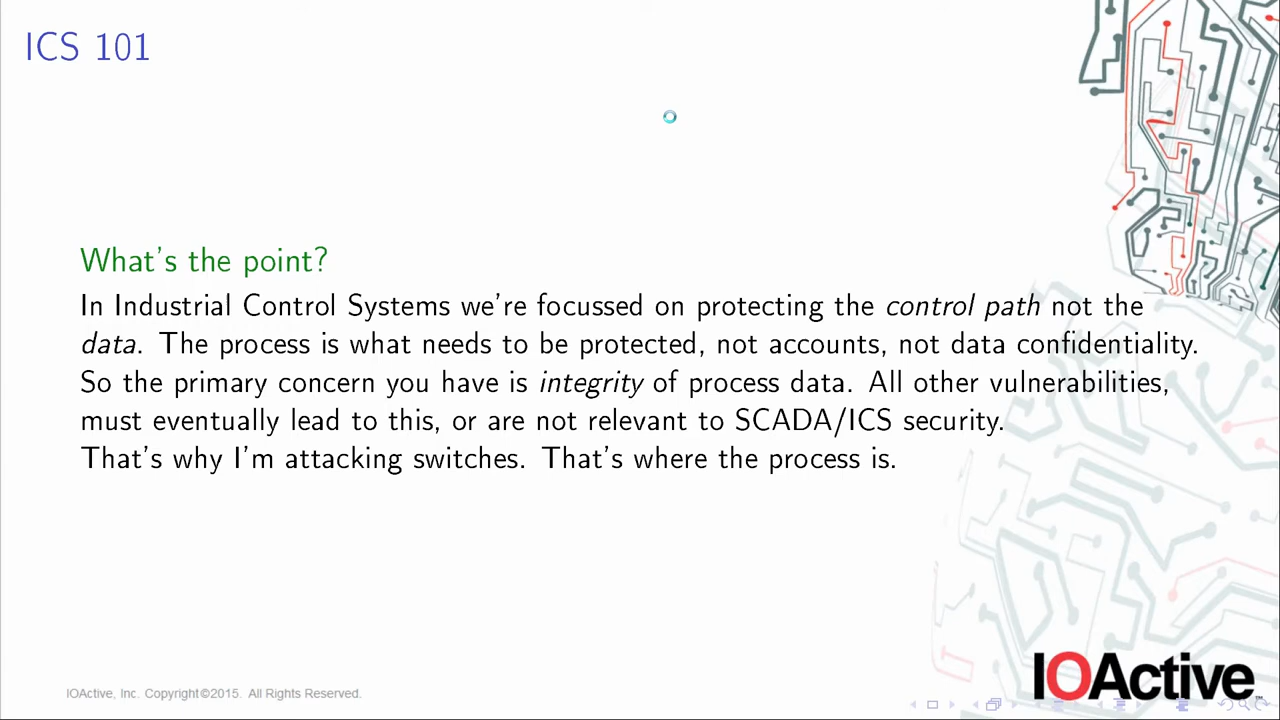 ICS 101
What's the point?
In Industrial Control Systems we're focussed on protecting the control path not the
data. The process is what needs to be protected, not accounts, not data confidentiality.
So the primary concern you have is integrity of process data. All other vulnerabilities,
must eventually lead to this, or are not relevant to SCADA/ICS security.
That's why I'm attacking switches. That's where the process is.
IOActive, Inc. Copyright©2015. All Rights Reserved.
IOActive™